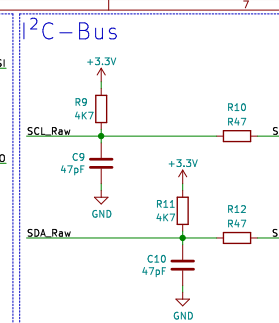 7
I²C-Bus
+3.3V
R9
4K7
R10
R47
SCL_Raw
C9
47pF
GND
+3.3V
R11
4K7
R12
R47
SDA_Raw
C10
47pF
GND